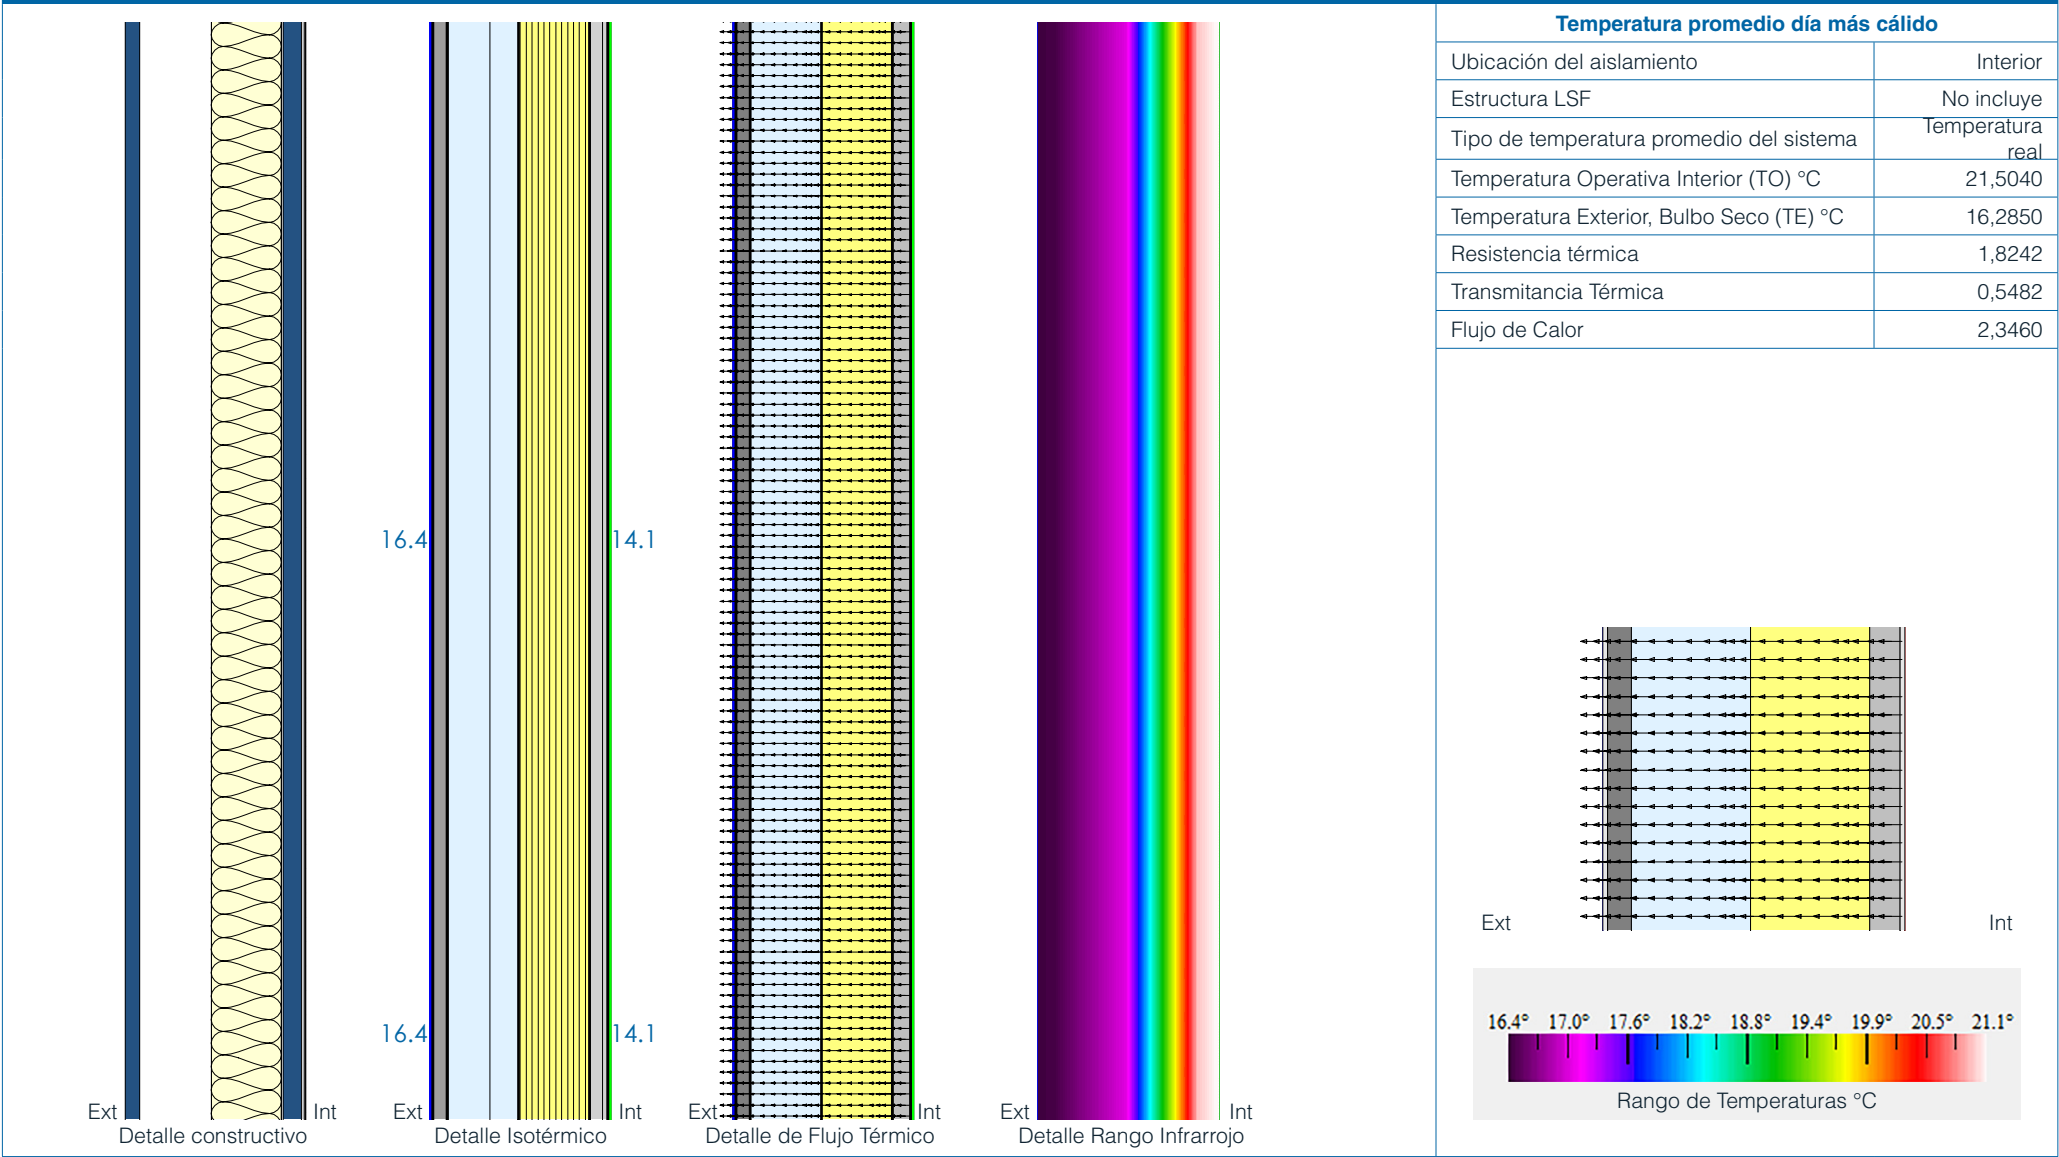 Temperatura promedio día más cálido
Ubicación del aislamiento Interior
Estructura LSF No incluye
Tipo de temperatura promedio del sistema Temperatura real
Temperatura Operativa Interior (TO) °C 21,5040
Temperatura Exterior, Bulbo Seco (TE) °C 16,2850
Resistencia térmica 1,8242
Transmitancia Térmica 0,5482
Flujo de Calor 2,3460
16.4 14.1
16.4 14.1
Ext Int
Detalle constructivo
Ext Int
Detalle Isotérmico
Ext Int
Detalle de Flujo Térmico
Ext Int
Detalle Rango Infrarrojo
Ext Int
16.4° 17.0° 17.6° 18.2° 18.8° 19.4° 19.9° 20.5° 21.1°
Rango de Temperaturas °C